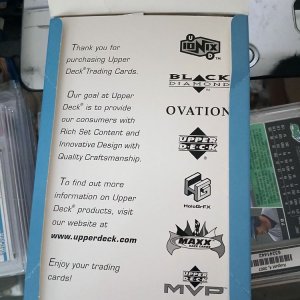 Thank you for
purchasing Upper
Deck® Trading Cards.
Our goal at Upper
Deck® is to provide
our consumers with
Rich Set Content and
Innovative Design with
Quality Craftsmanship.
To find out more
information on Upper
Deck® products, visit
our website at
www.upperdeck.com
Enjoy your trading
cards!
UD
IONIX™
BLACK
DIAMOND
OVATION
UPPER
DECK
HoloGrFX
MAXX
UPPER
DECK
MVP